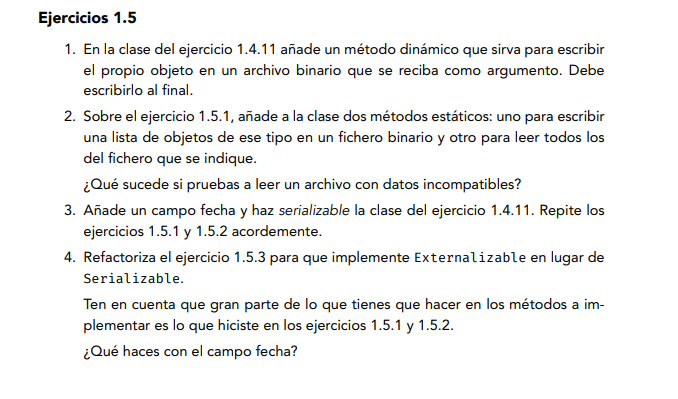 Ejercicios 1.5
1. En la clase del ejercicio 1.4.11 añade un método dinámico que sirva para escribir
el propio objeto en un archivo binario que se reciba como argumento. Debe
escribirlo al final.
2. Sobre el ejercicio 1.5.1, añade a la clase dos métodos estáticos: uno para escribir
una lista de objetos de ese tipo en un fichero binario y otro para leer todos los
del fichero que se indique.
¿Qué sucede si pruebas a leer un archivo con datos incompatibles?
3. Añade un campo fecha y haz serializable la clase del ejercicio 1.4.11. Repite los
ejercicios 1.5.1 y 1.5.2 acordemente.
4. Refactoriza el ejercicio 1.5.3 para que implemente Externalizable en lugar de
Serializable.
Ten en cuenta que gran parte de lo que tienes que hacer en los métodos a im-
plementar es lo que hiciste en los ejercicios 1.5.1 y 1.5.2.
¿Qué haces con el campo fecha?